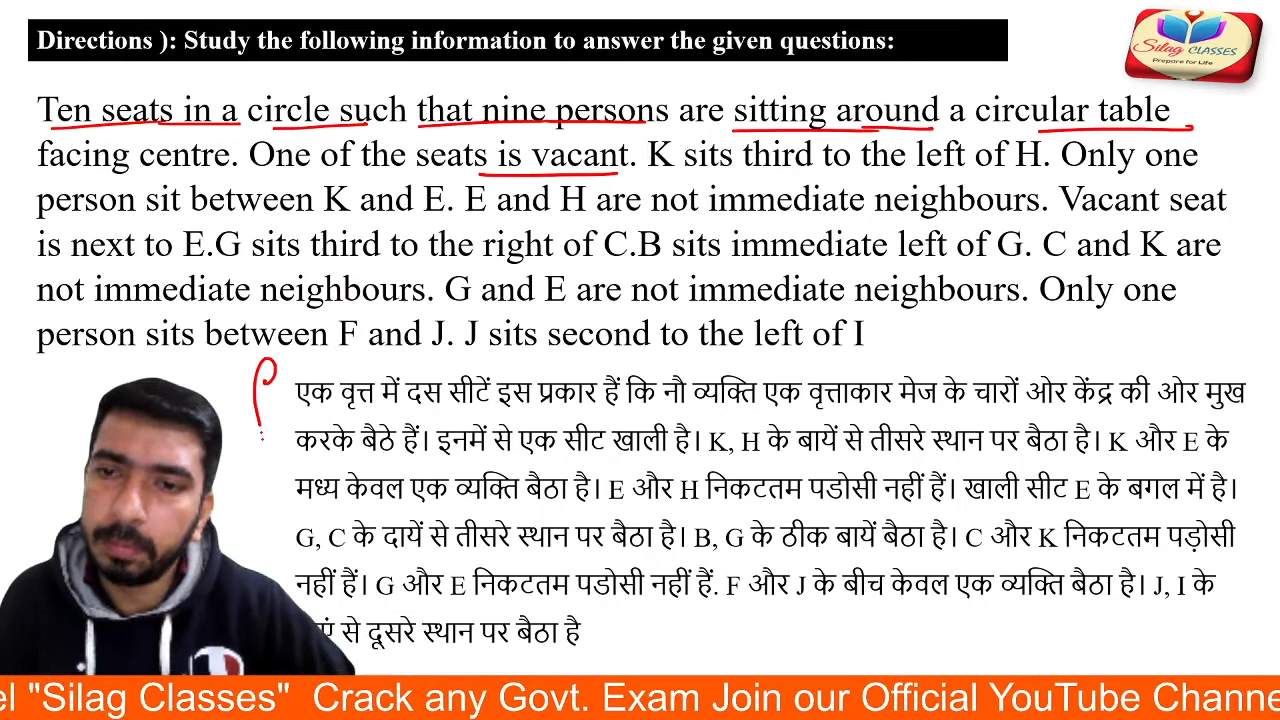 Directions ): Study the following information to answer the given questions:
Silag CLASSES
Prepare for Life
Ten seats in a circle such that nine persons are sitting around a circular table
facing centre. One of the seats is vacant. K sits third to the left of H. Only one
person sit between K and E. E and H are not immediate neighbours. Vacant seat
is next to E.G sits third to the right of C.B sits immediate left of G. C and K are
not immediate neighbours. G and E are not immediate neighbours. Only one
person sits between F and J. J sits second to the left of I
एक वृत्त में दस सीटें इस प्रकार हैं कि नौ व्यक्ति एक वृत्ताकार मेज के चारों ओर केंद्र की ओर मुख
करके बैठे हैं। इनमें से एक सीट खाली है। K, H के बायें से तीसरे स्थान पर बैठा है। K और E के
मध्य केवल एक व्यक्ति बैठा है। E और H निकटतम पडोसी नहीं हैं। खाली सीट E के बगल में है।
G, C के दायें से तीसरे स्थान पर बैठा है। B, G के ठीक बायें बैठा है। C और K निकटतम पड़ोसी
नहीं हैं। G और E निकटतम पडोसी नहीं हैं. F और J के बीच केवल एक व्यक्ति बैठा है। J, I के
से दूसरे स्थान पर बैठा है
el "Silag Classes" Crack any Govt. Exam Join our Official YouTube Channe